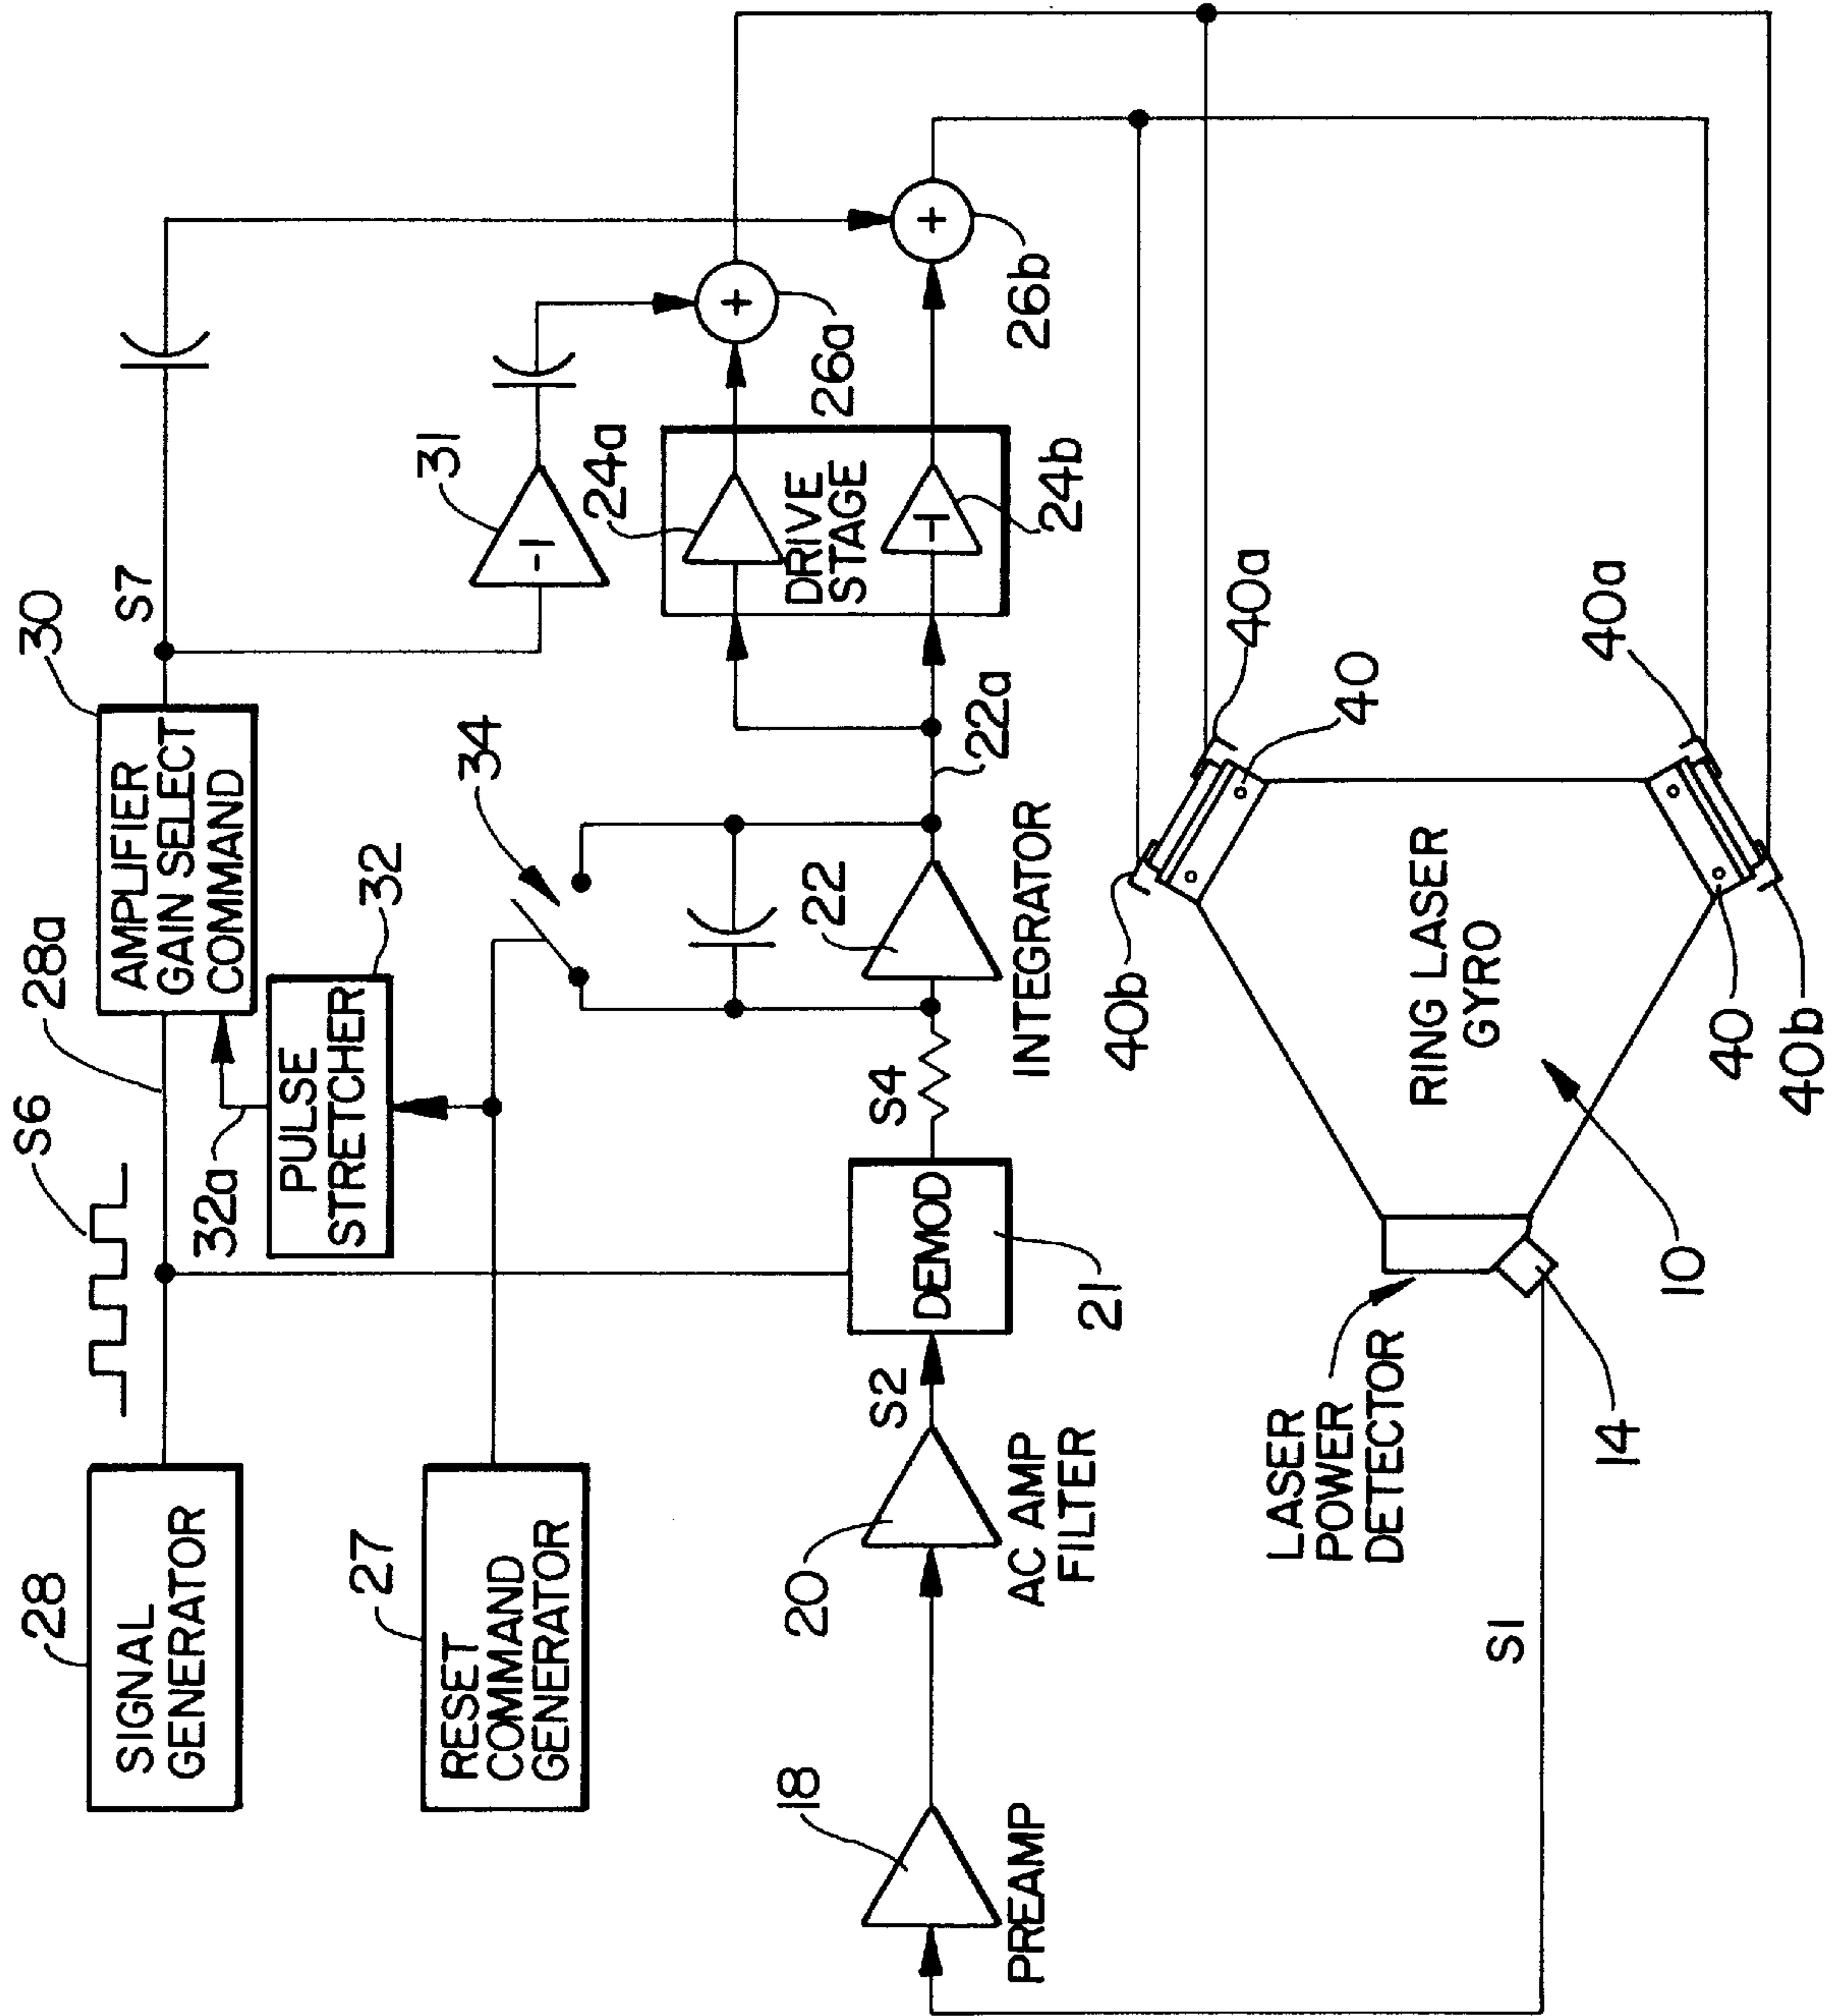 28
SIGNAL
GENERATOR
S6
28a
30
AMPLIFIER
GAIN SELECT
COMMAND
S7
27
RESET
COMMAND
GENERATOR
32a
PULSE
STRETCHER
32
34
31
-1
24a
DRIVE
STAGE
-1
24b
+
26a
+
26b
18
PREAMP
20
AC AMP
FILTER
S2
DEMOD
21
S4
22
INTEGRATOR
22a
S1
LASER
POWER
DETECTOR
14
10
RING LASER
GYRO
40b
40a
40
40
40a
40b